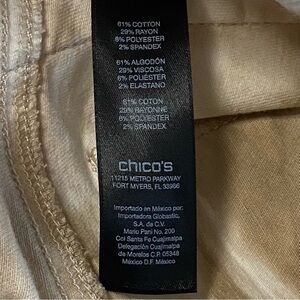 61% COTTON
29% RAYON
8% POLYESTER
2% SPANDEX
61% ALGODÓN
29% VISCOSA
6% POLIÉSTER
2% ELASTANO
61% COTON
29% RAYONNE
8% POLYESTER
2% SPANDEX
chico's
11215 METRO PARKWAY
FORT MYERS, FL 33966
Importado en México por:
Importadora Globastic,
S.A. de C.V.
Mario Pani No. 200
Col Santa Fe Cuajimalpa
Delegación Cuajimalpa
de Morelos C.P. 05348
México D.F. México